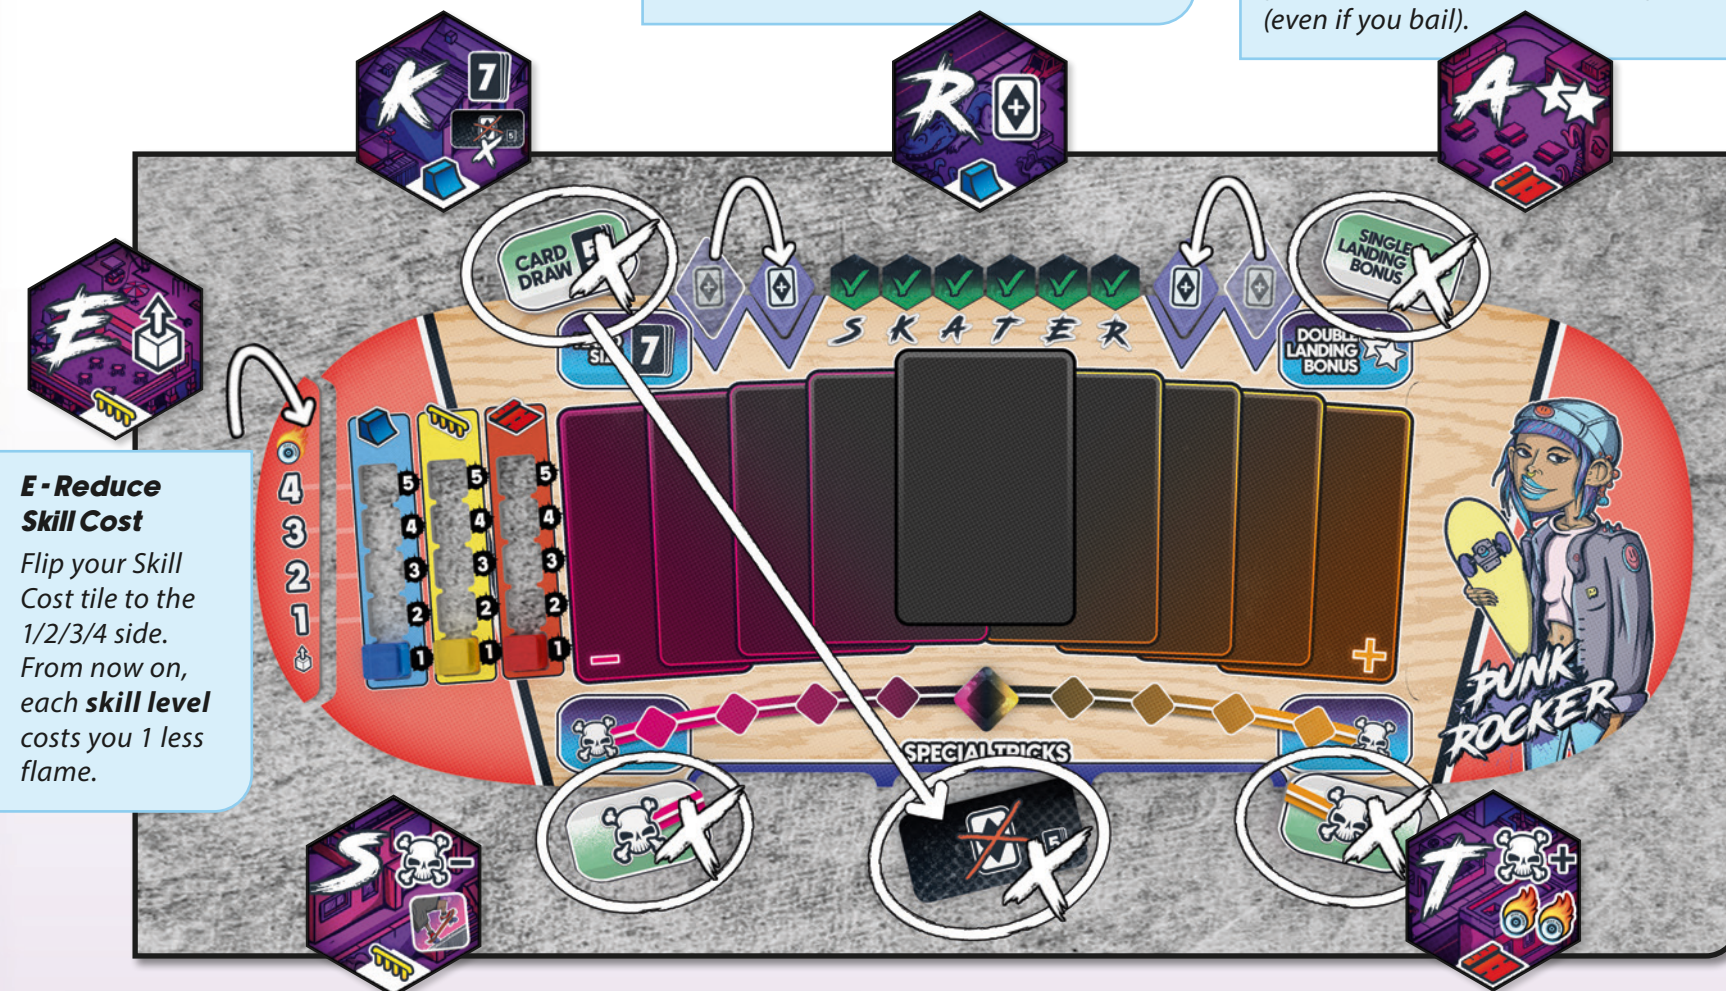 (even if you bail).
K
7
5
X
R
A
CARD
DRAW
SINGLE
LANDING
BONUS
E
SKATER
7
DOUBLE
LANDING
BONUS
E - Reduce
Skill Cost
Flip your Skill
Cost tile to the
1/2/3/4 side.
From now on,
each skill level
costs you 1 less
flame.
4
3
2
1
5
4
3
2
1
5
4
3
2
1
5
4
3
2
1
−
+
PUNK
ROCKER
SPECIAL TRICKS
5
S
−
T
+